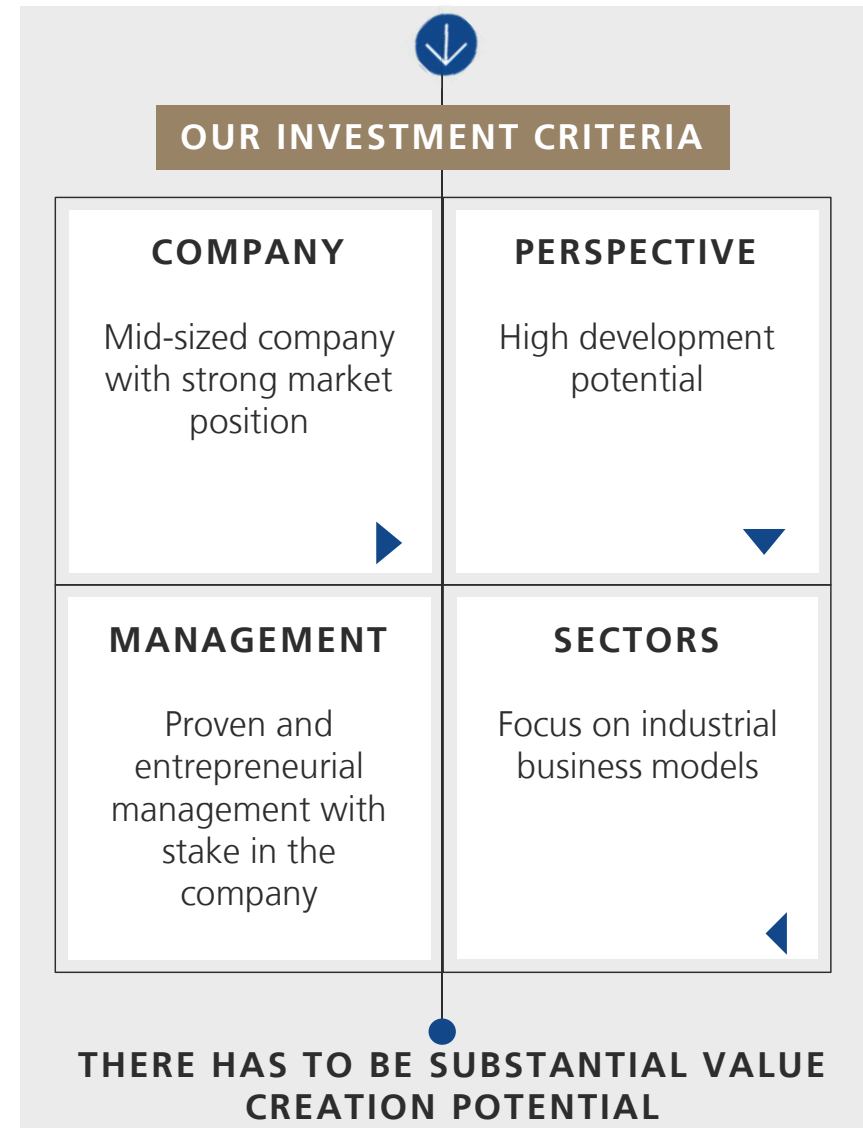 OUR INVESTMENT CRITERIA
COMPANY
Mid-sized company
with strong market
position
PERSPECTIVE
High development
potential
SECTORS
Focus on industrial
business models
MANAGEMENT
Proven and
entrepreneurial
management with
stake in the
company
THERE HAS TO BE SUBSTANTIAL VALUE
CREATION POTENTIAL